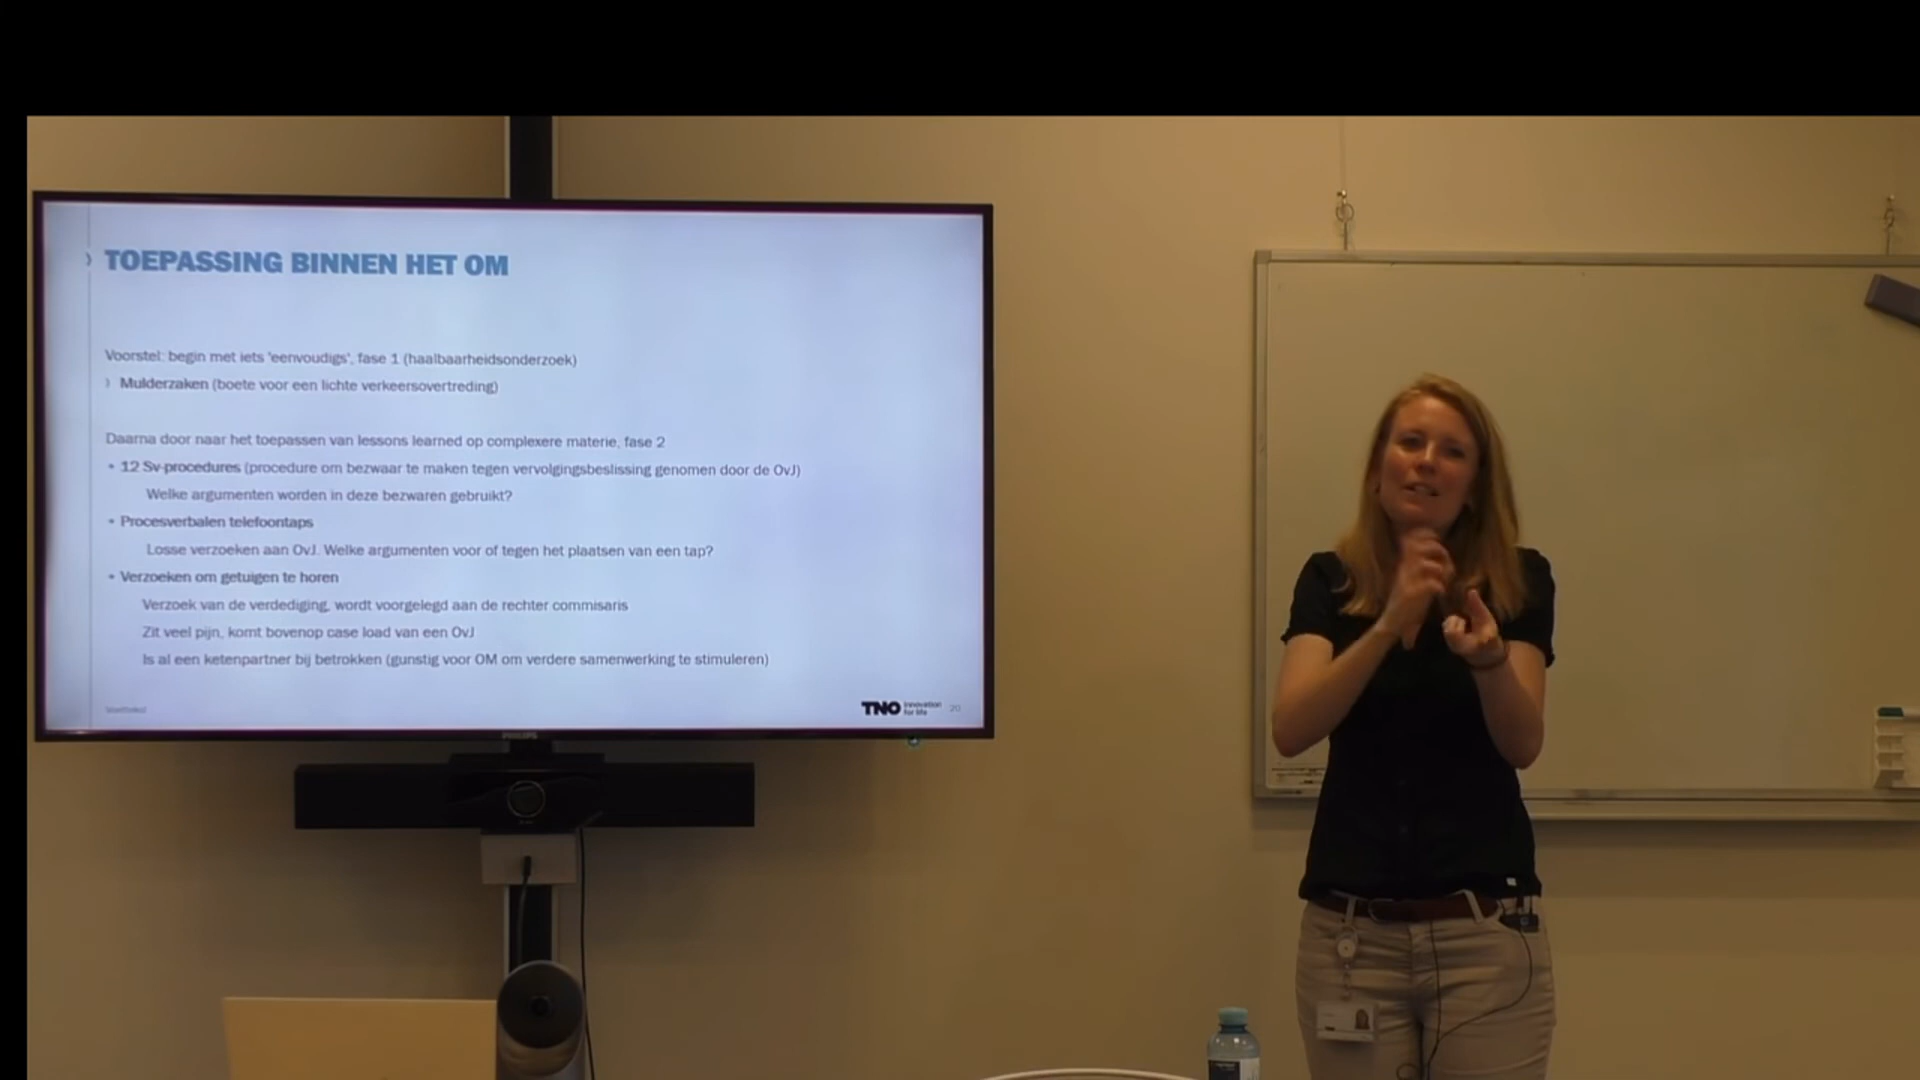 TOEPASSING BINNEN HET OM
Voorstel: begin met iets 'eenvoudigs', fase 1 (haalbaarheidsonderzoek)
Mulderzaken (boete voor een lichte verkeersovertreding)
Daarna door naar het toepassen van lessons learned op complexere materie, fase 2
• 12 Sv-procedures (procedure om bezwaar te maken tegen vervolgingsbeslissing genomen door de OvJ)
Welke argumenten worden in deze bezwaren gebruikt?
• Procesverbalen telefoontaps
Losse verzoeken aan OvJ. Welke argumenten voor of tegen het plaatsen van een tap?
• Verzoeken om getuigen te horen
Verzoek van de verdediging, wordt voorgelegd aan de rechter commisaris
Zit veel pijn, komt bovenop case load van een OvJ
Is al een ketenpartner bij betrokken (gunstig voor OM om verdere samenwerking te stimuleren)
TNO innovation for life 20
PHILIPS